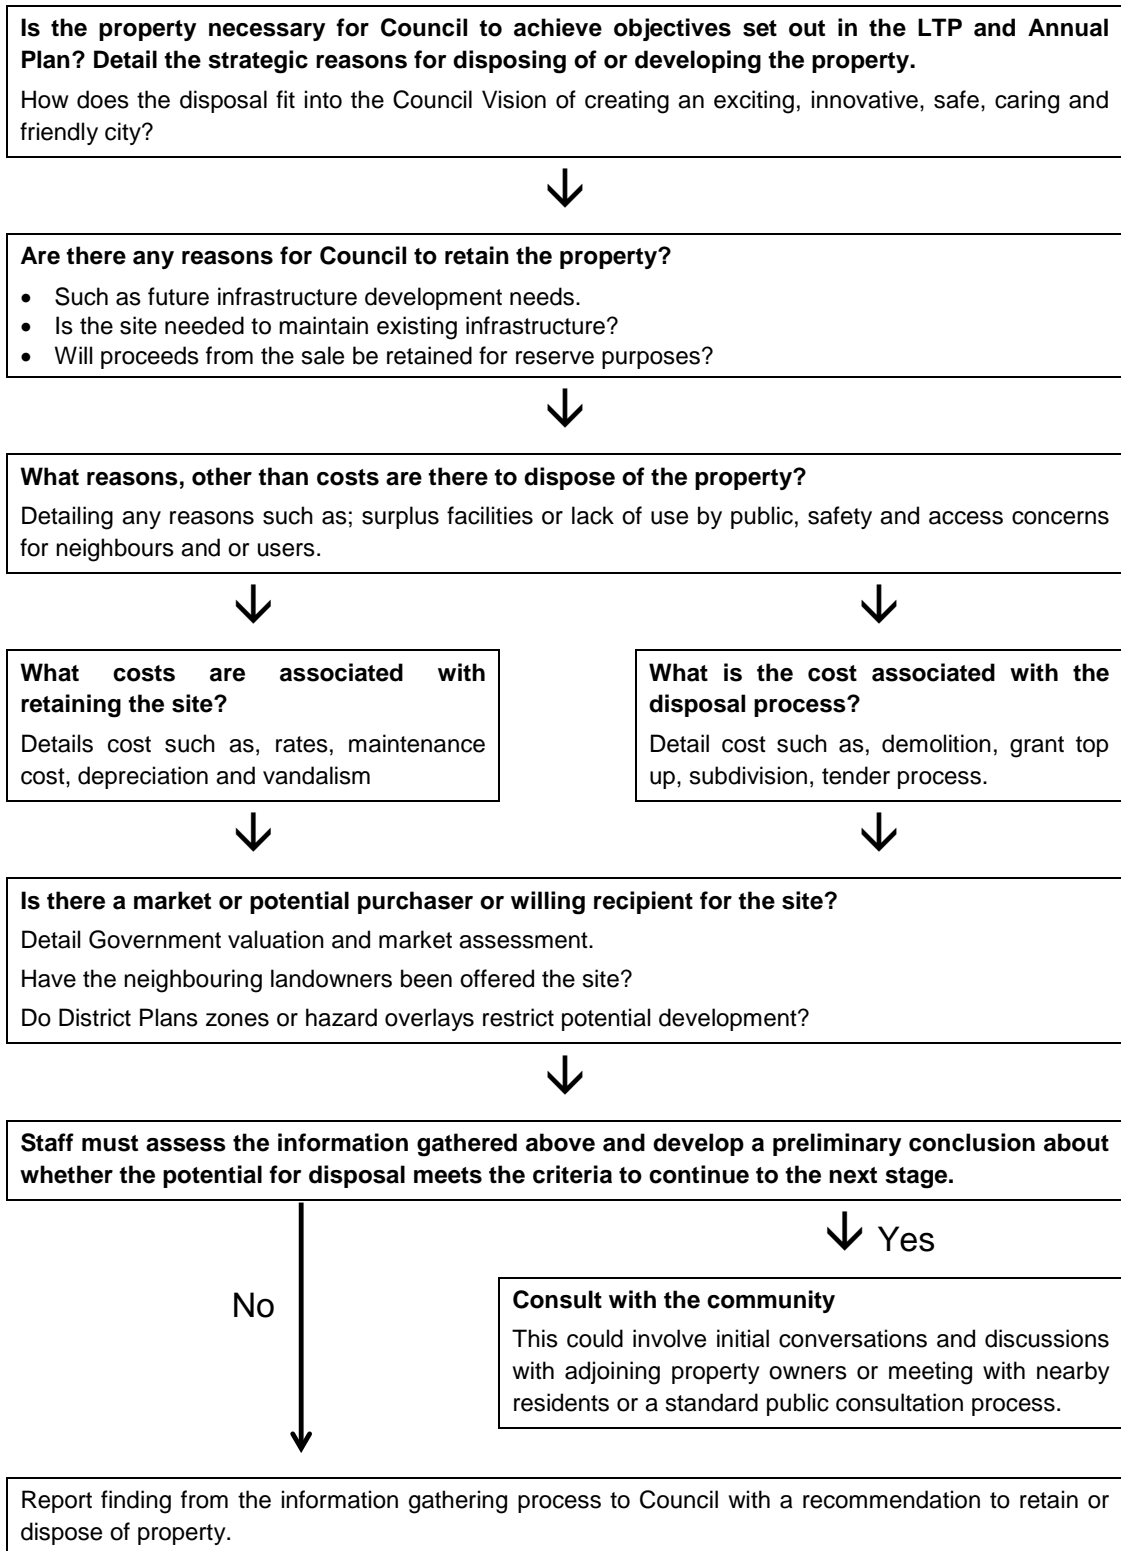 Is the property necessary for Council to achieve objectives set out in the LTP and Annual
Plan? Detail the strategic reasons for disposing of or developing the property.
How does the disposal fit into the Council Vision of creating an exciting, innovative, safe, caring and
friendly city?
Are there any reasons for Council to retain the property?
• Such as future infrastructure development needs.
• Is the site needed to maintain existing infrastructure?
• Will proceeds from the sale be retained for reserve purposes?
What reasons, other than costs are there to dispose of the property?
Detailing any reasons such as; surplus facilities or lack of use by public, safety and access concerns
for neighbours and or users.
What costs are associated with
retaining the site?
Details cost such as, rates, maintenance
cost, depreciation and vandalism
What is the cost associated with the
disposal process?
Detail cost such as, demolition, grant top
up, subdivision, tender process.
Is there a market or potential purchaser or willing recipient for the site?
Detail Government valuation and market assessment.
Have the neighbouring landowners been offered the site?
Do District Plans zones or hazard overlays restrict potential development?
Staff must assess the information gathered above and develop a preliminary conclusion about
whether the potential for disposal meets the criteria to continue to the next stage.
Yes
No
Consult with the community
This could involve initial conversations and discussions
with adjoining property owners or meeting with nearby
residents or a standard public consultation process.
Report finding from the information gathering process to Council with a recommendation to retain or
dispose of property.